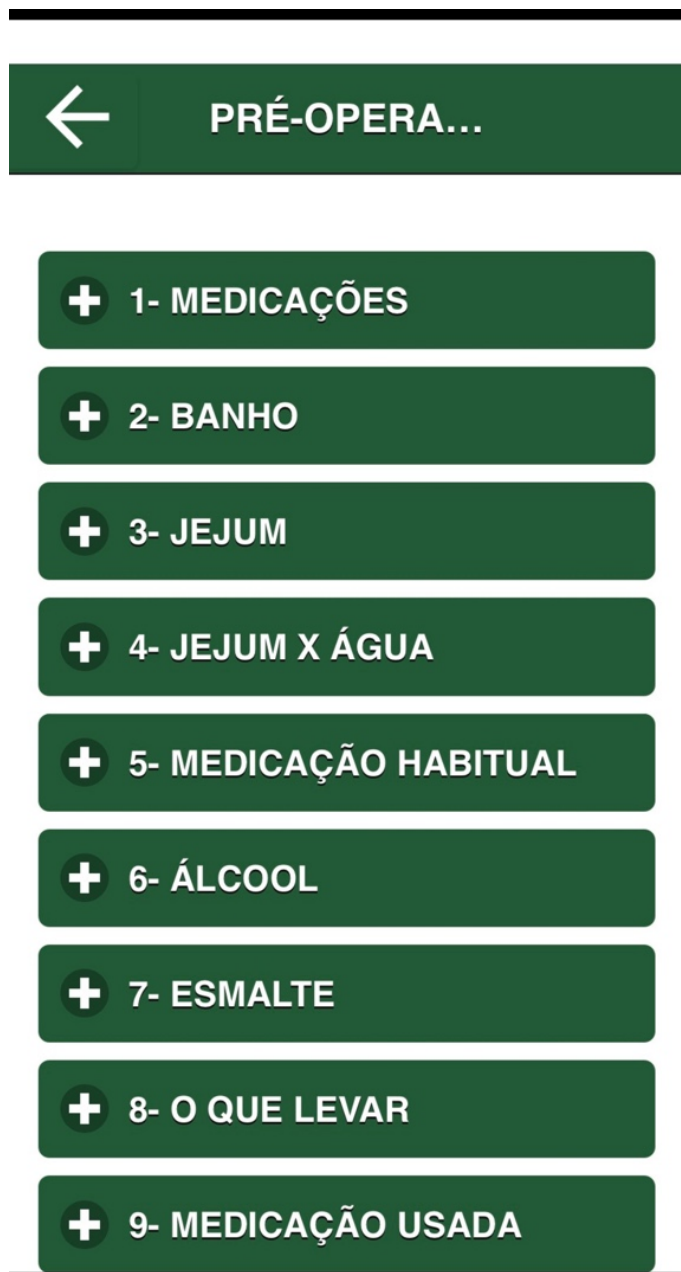 PRÉ-OPERA...
1- MEDICAÇÕES
2- BANHO
3- JEJUM
4- JEJUM X ÁGUA
5- MEDICAÇÃO HABITUAL
6- ÁLCOOL
7- ESMALTE
8- O QUE LEVAR
9- MEDICAÇÃO USADA